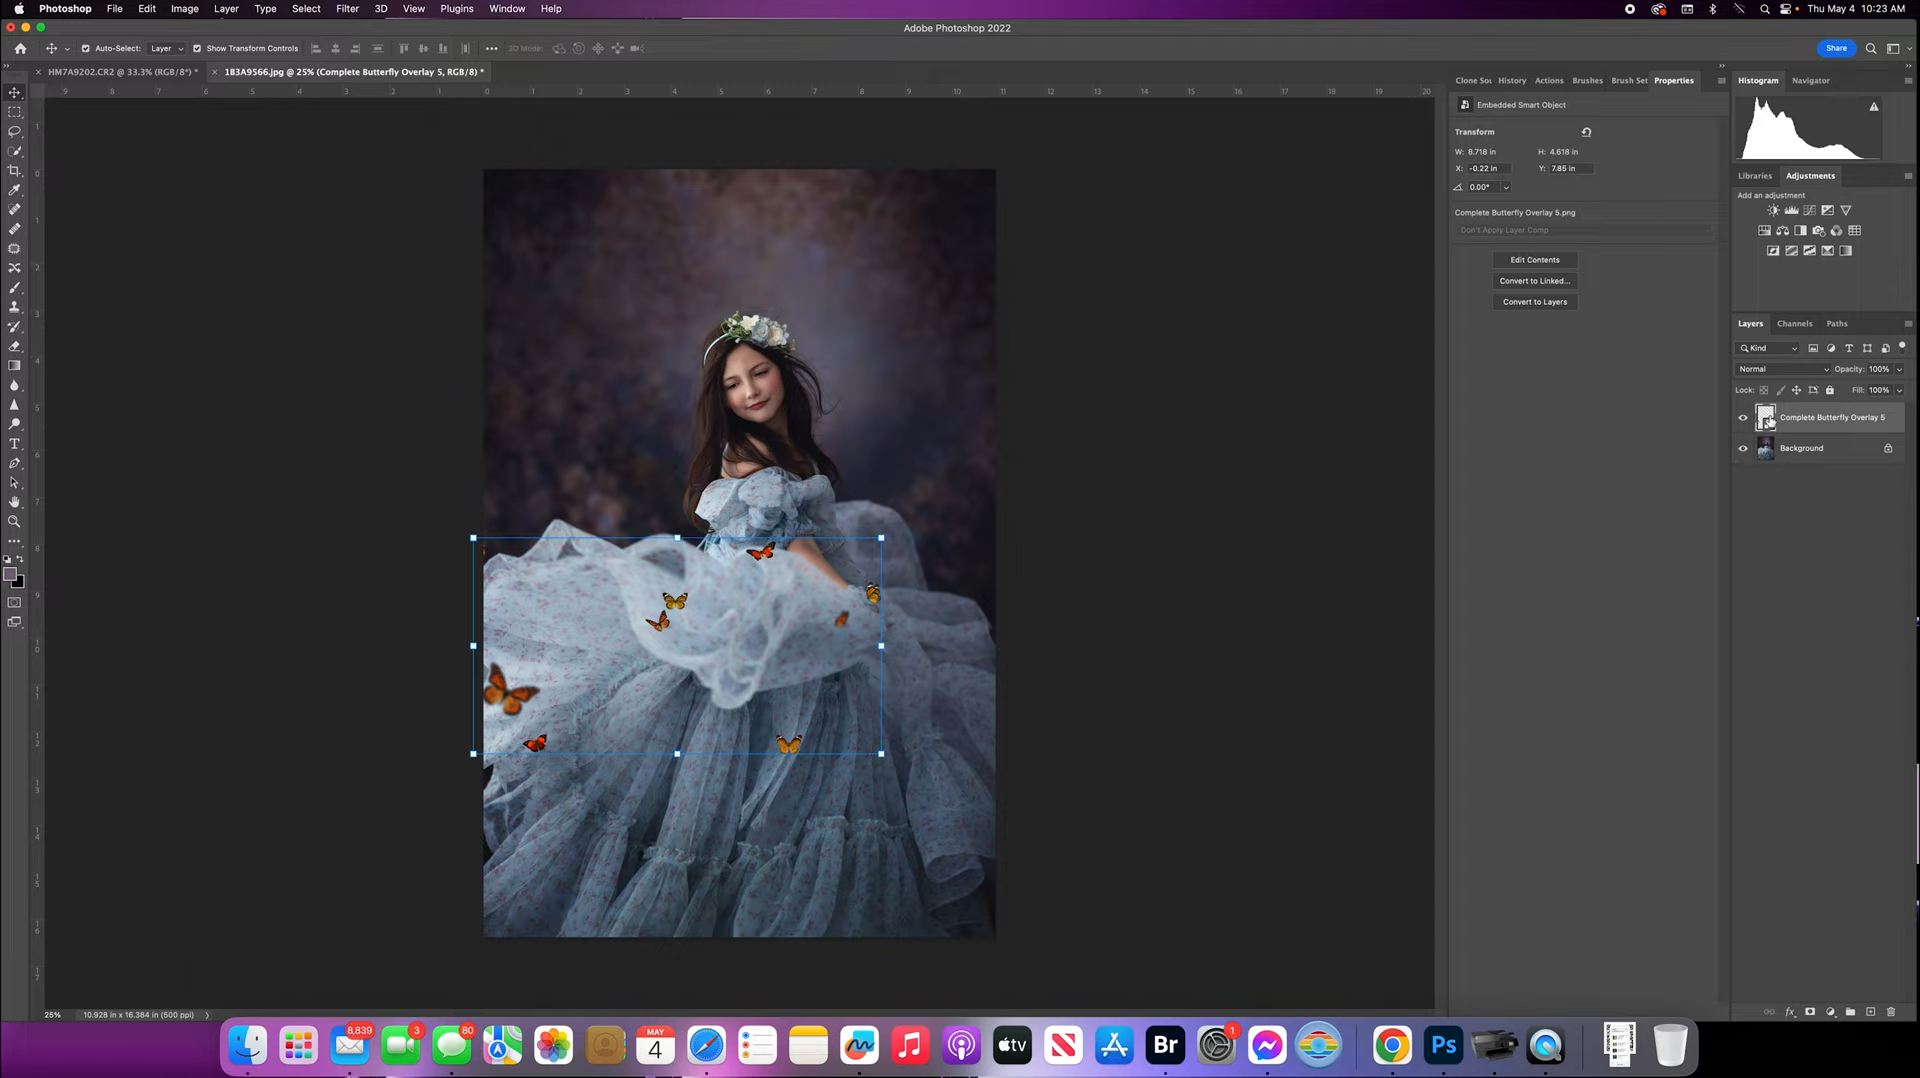 Photoshop File Edit Image Layer Type Select Filter 3D View Plugins Window Help Thu May 4 10:23 AM
Adobe Photoshop 2022
Auto-Select: Layer Show Transform Controls 3D Mode: Share
HM7A9202.CR2 @ 33.3% (RGB/8*) * 1B3A9566.jpg @ 25% (Complete Butterfly Overlay 5, RGB/8) *
Clone Sou History Actions Brushes Brush Set Properties Histogram Navigator
Embedded Smart Object
Transform
W: 8.718 in H: 4.618 in
X: -0.22 in Y: 7.85 in
0.00°
Libraries Adjustments
Add an adjustment
Complete Butterfly Overlay 5.png
Don't Apply Layer Comp
Edit Contents
Convert to Linked...
Convert to Layers
Layers Channels Paths
Kind
Normal Opacity: 100%
Lock: Fill: 100%
Complete Butterfly Overlay 5
Background
25% 10.928 in x 16.384 in (500 ppi)
8,839 3 80 MAY 4 tv Br 1 Ps